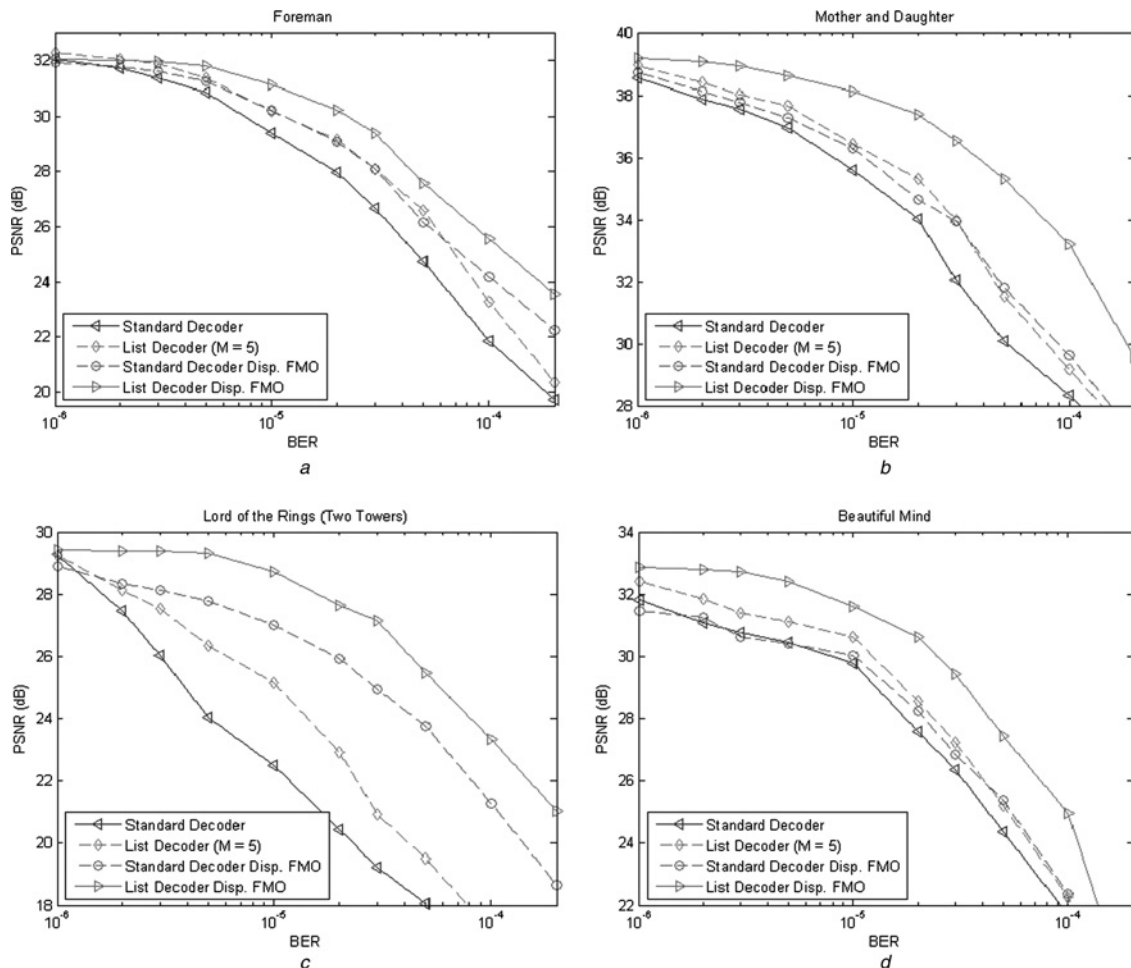 Foreman
PSNR (dB)
32
30
28
26
24
22
20
Standard Decoder
List Decoder (M = 5)
Standard Decoder Disp. FMO
List Decoder Disp. FMO
10^-6
10^-5
10^-4
BER
a
Mother and Daughter
PSNR (dB)
40
38
36
34
32
30
28
Standard Decoder
List Decoder (M = 5)
Standard Decoder Disp. FMO
List Decoder Disp. FMO
10^-6
10^-5
10^-4
BER
b
Lord of the Rings (Two Towers)
PSNR (dB)
30
28
26
24
22
20
18
Standard Decoder
List Decoder (M = 5)
Standard Decoder Disp. FMO
List Decoder Disp. FMO
10^-6
10^-5
10^-4
BER
c
Beautiful Mind
PSNR (dB)
34
32
30
28
26
24
22
Standard Decoder
List Decoder (M = 5)
Standard Decoder Disp. FMO
List Decoder Disp. FMO
10^-6
10^-5
10^-4
BER
d